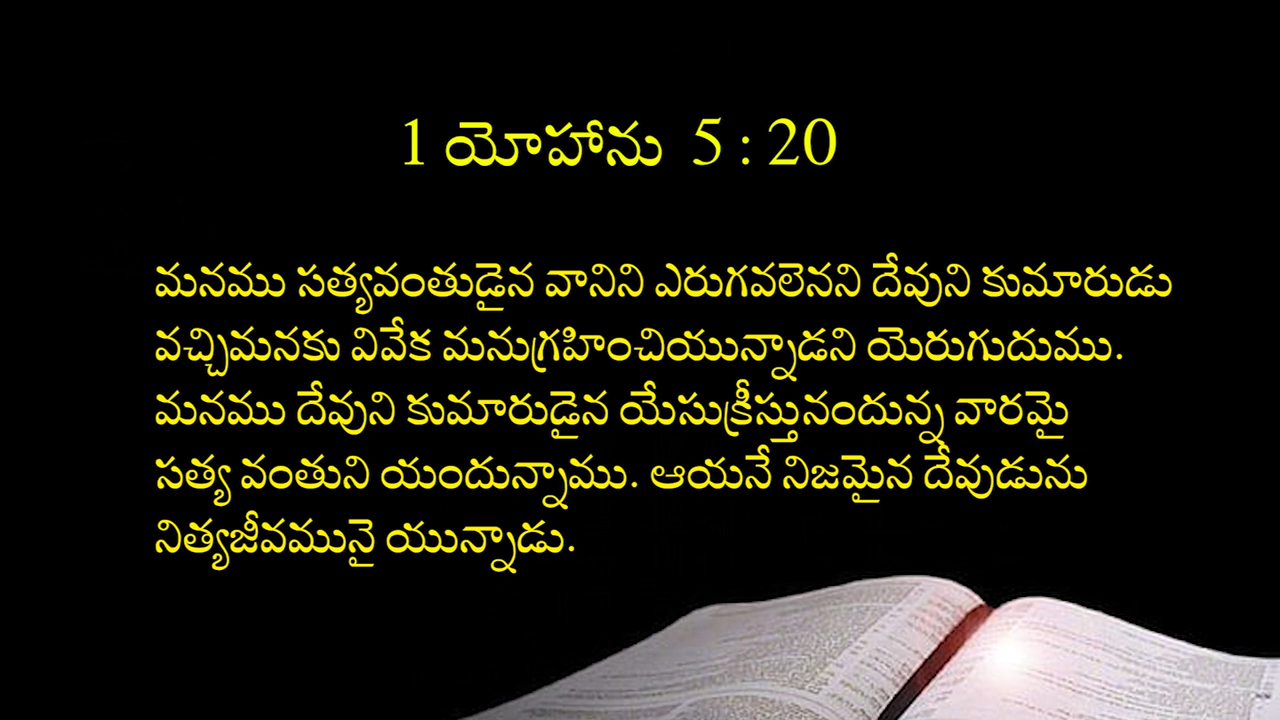 1 యోహాను 5 : 20
మనము సత్యవంతుడైన వానిని ఎరుగవలెనని దేవుని కుమారుడు
వచ్చిమనకు వివేక మనుగ్రహించియున్నాడని యెరుగుదుము.
మనము దేవుని కుమారుడైన యేసుక్రీస్తునందున్న వారమై
సత్య వంతుని యందున్నాము. ఆయనే నిజమైన దేవుడును
నిత్యజీవమునై యున్నాడు.